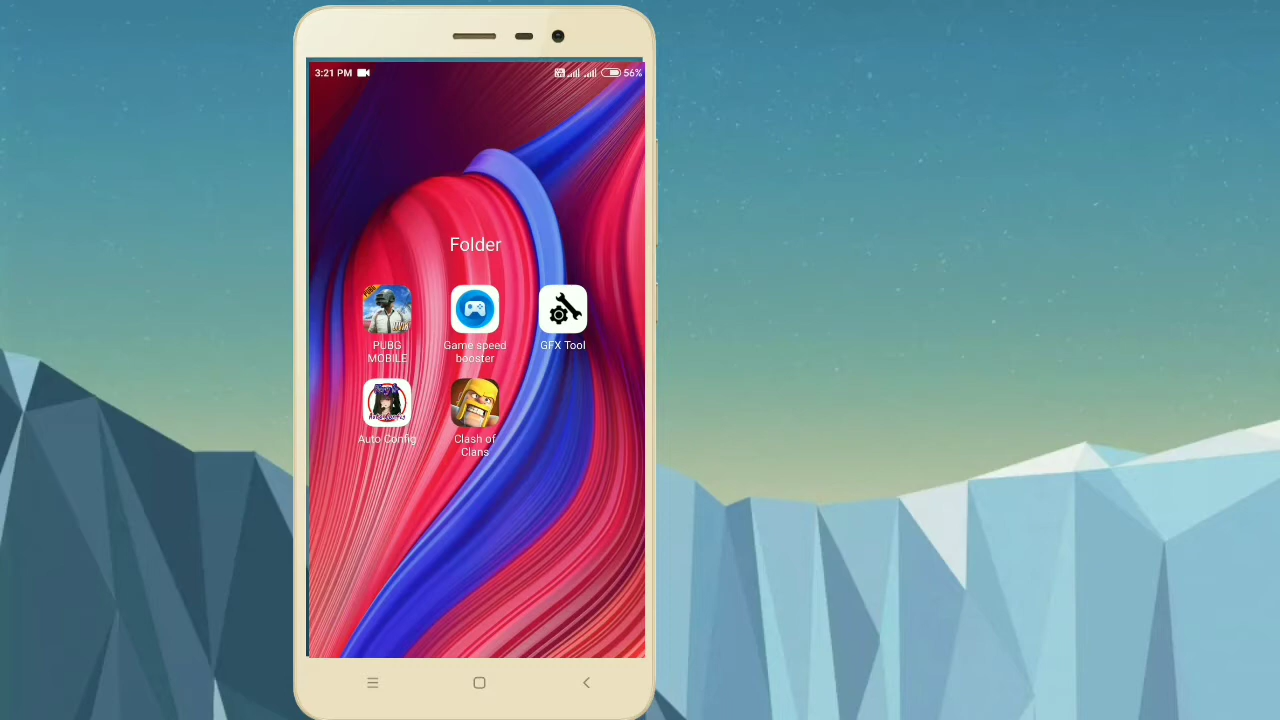 3:21 PM
56%
Folder
PUBG
MOBILE
Game speed
booster
GFX Tool
Auto Config
Clash of
Clans